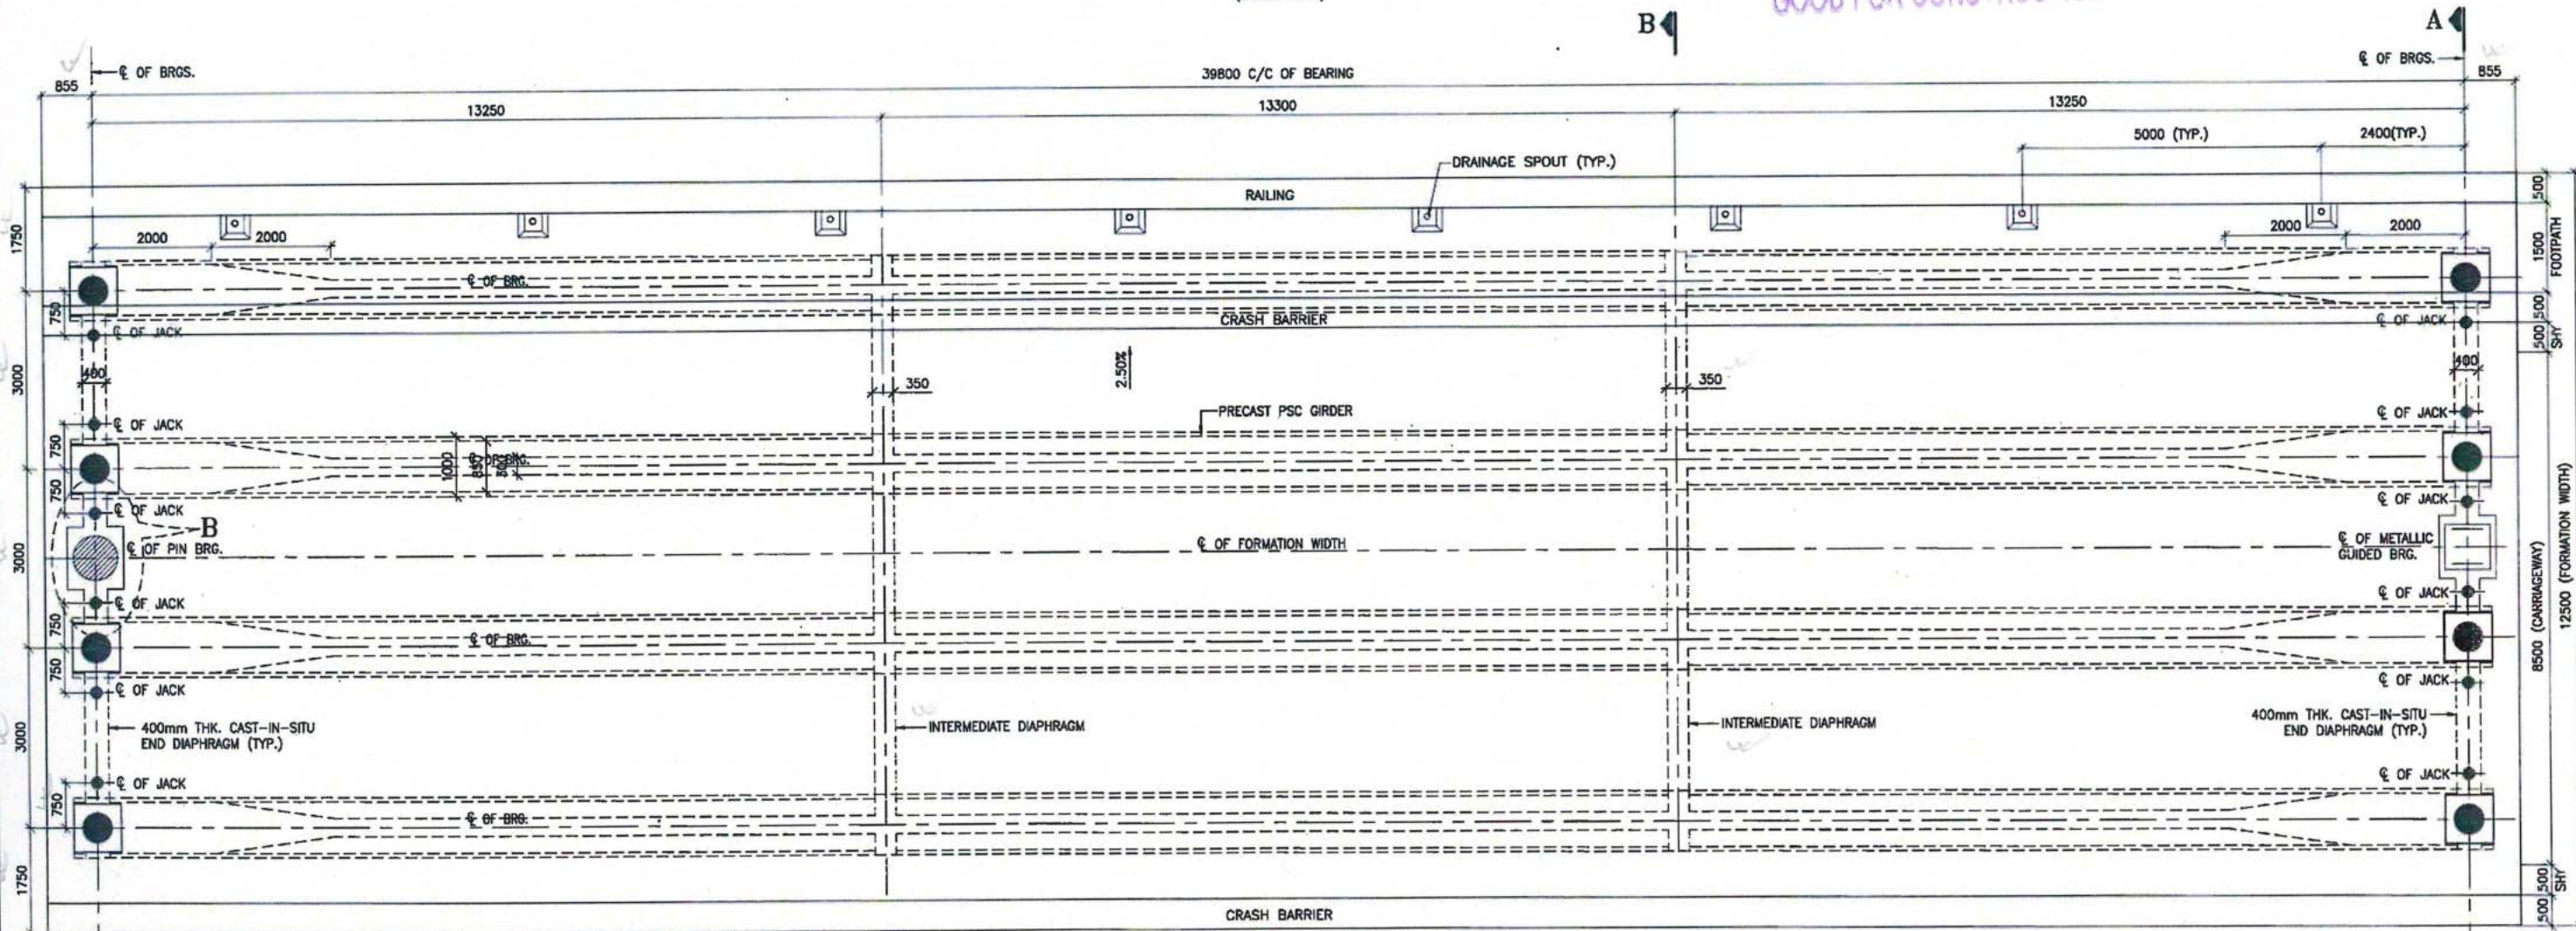 GOOD FOR CONSTRUCTION
B
A
℄ OF BRGS.
℄ OF BRGS.
39800 C/C OF BEARING
855
855
13250
13300
13250
5000 (TYP.)
2400(TYP.)
DRAINAGE SPOUT (TYP.)
RAILING
500
1750
2000
2000
2000
2000
1500
FOOTPATH
℄ OF BRG.
750
500
CRASH BARRIER
℄ OF JACK
℄ OF JACK
500
SHY
3000
400
350
2.50%
350
400
PRECAST PSC GIRDER
℄ OF JACK
℄ OF JACK
750
1000
℄ OF BRG.
750
℄ OF JACK
℄ OF JACK
B
3000
℄ OF PIN BRG.
℄ OF FORMATION WIDTH
℄ OF METALLIC
GUIDED BRG.
8500 (CARRIAGEWAY)
12500 (FORMATION WIDTH)
℄ OF JACK
℄ OF JACK
750
℄ OF BRG.
750
℄ OF JACK
℄ OF JACK
3000
400mm THK. CAST-IN-SITU
END DIAPHRAGM (TYP.)
INTERMEDIATE DIAPHRAGM
INTERMEDIATE DIAPHRAGM
400mm THK. CAST-IN-SITU
END DIAPHRAGM (TYP.)
℄ OF JACK
℄ OF JACK
750
℄ OF BRG.
1750
500
SHY
CRASH BARRIER
500